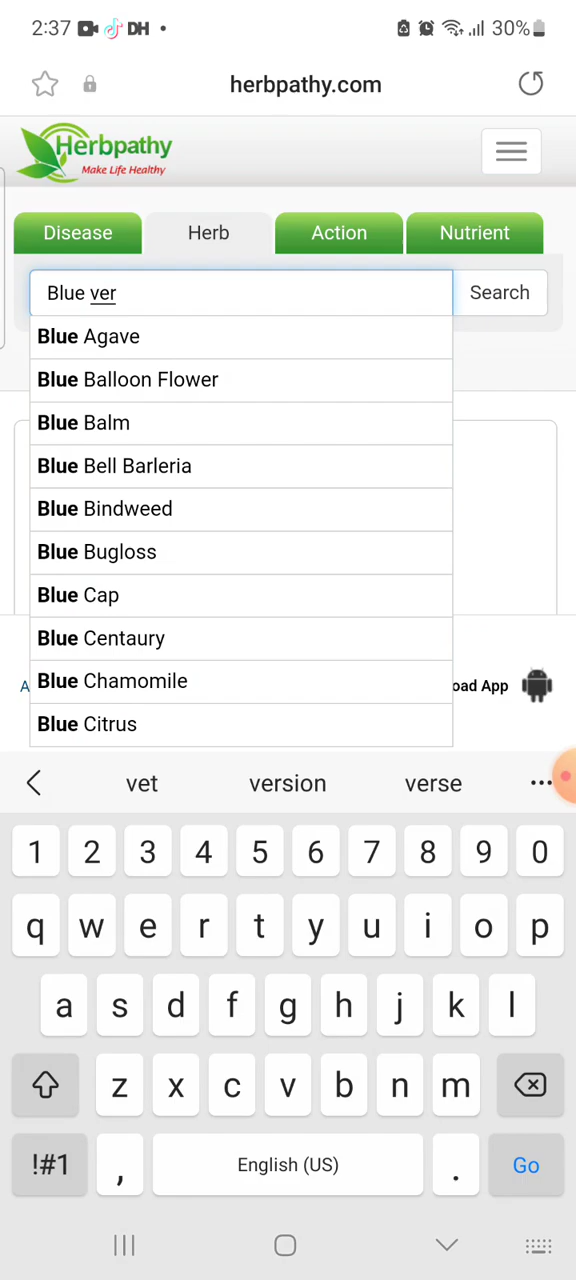 2:37 DH • 30%
herbpathy.com
Herbpathy
Make Life Healthy
Disease Herb Action Nutrient
Blue ver Search
Blue Agave
Blue Balloon Flower
Blue Balm
Blue Bell Barleria
Blue Bindweed
Blue Bugloss
Blue Cap
Blue Centaury
A Blue Chamomile oad App
Blue Citrus
vet version verse ...
1 2 3 4 5 6 7 8 9 0
q w e r t y u i o p
a s d f g h j k l
z x c v b n m
!#1 , English (US) . Go